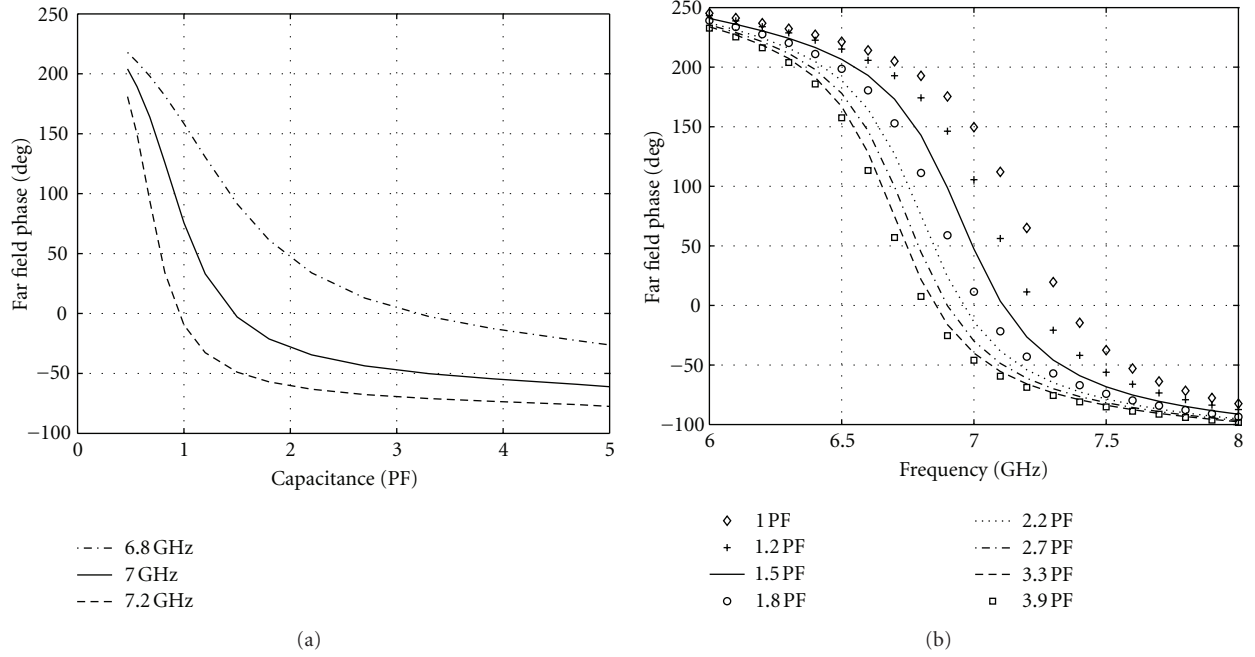 250
200
150
100
50
0
−50
−100
Far field phase (deg)
0 1 2 3 4 5
Capacitance (PF)
6.8 GHz
7 GHz
7.2 GHz
(a)
250
200
150
100
50
0
−50
−100
Far field phase (deg)
6 6.5 7 7.5 8
Frequency (GHz)
1 PF
1.2 PF
1.5 PF
1.8 PF
2.2 PF
2.7 PF
3.3 PF
3.9 PF
(b)